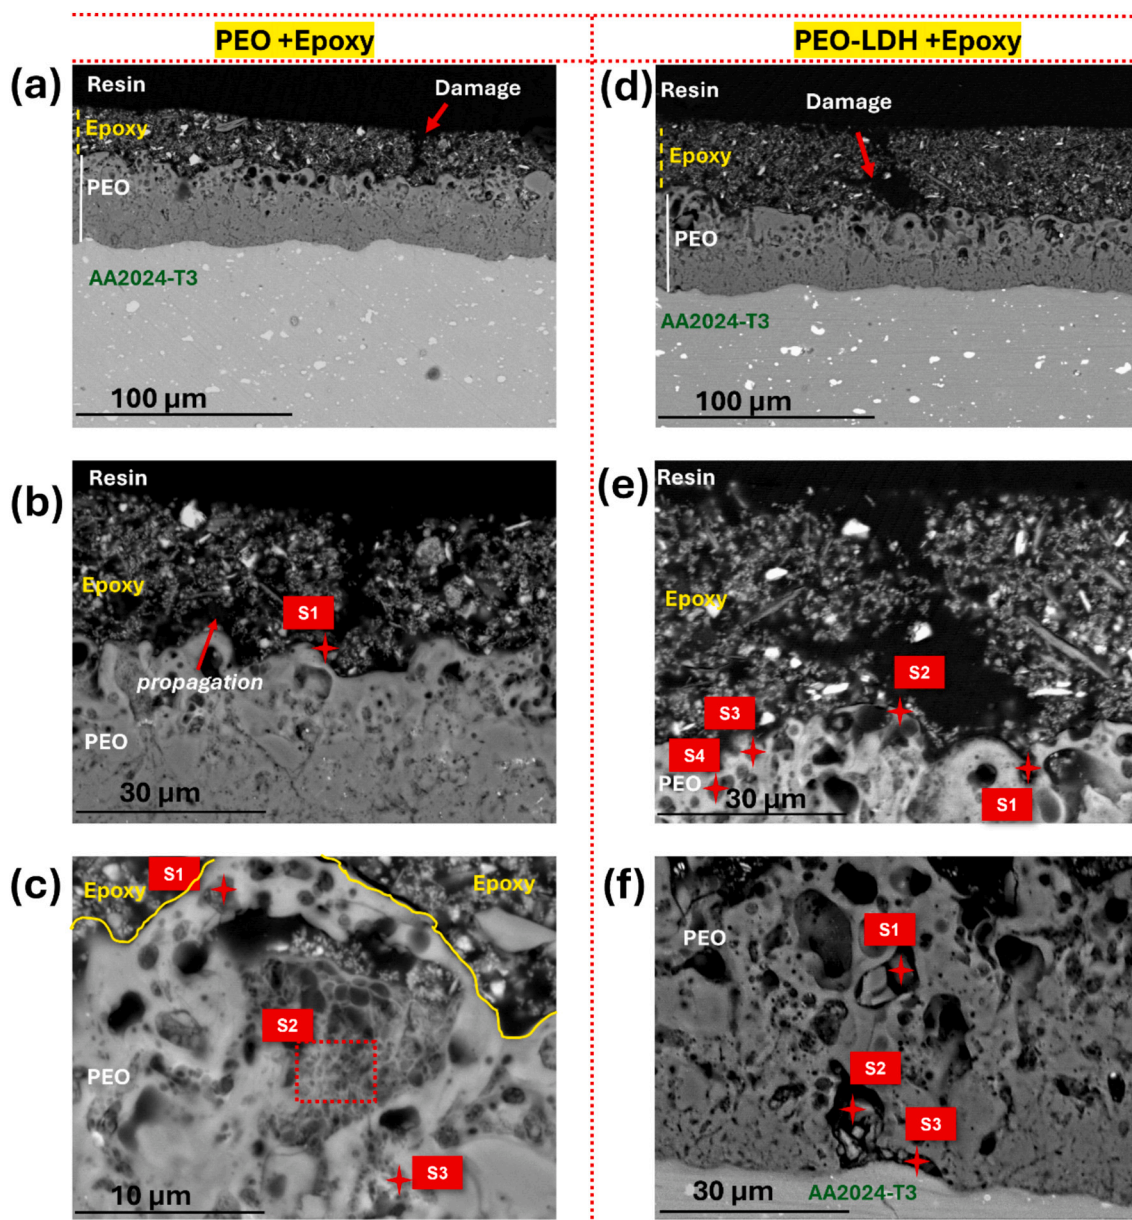 PEO +Epoxy
PEO-LDH +Epoxy
(a)
Resin
Damage
Epoxy
PEO
AA2024-T3
100 µm
(d)
Resin
Damage
Epoxy
PEO
AA2024-T3
100 µm
(b)
Resin
Epoxy
S1
propagation
PEO
30 µm
(e)
Resin
Epoxy
S2
S3
S4
PEO
30 µm
S1
(c)
S1
Epoxy
Epoxy
S2
PEO
S3
10 µm
(f)
PEO
S1
S2
S3
30 µm
AA2024-T3